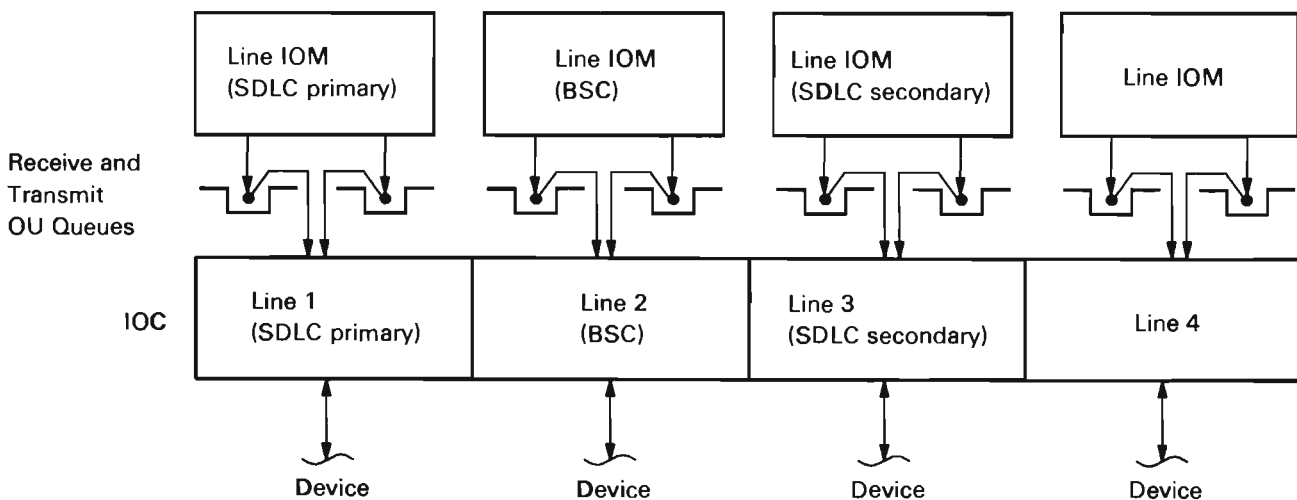 Line IOM
(SDLC primary)
Line IOM
(BSC)
Line IOM
(SDLC secondary)
Line IOM
Receive and
Transmit
OU Queues
IOC
Line 1
(SDLC primary)
Line 2
(BSC)
Line 3
(SDLC secondary)
Line 4
Device
Device
Device
Device